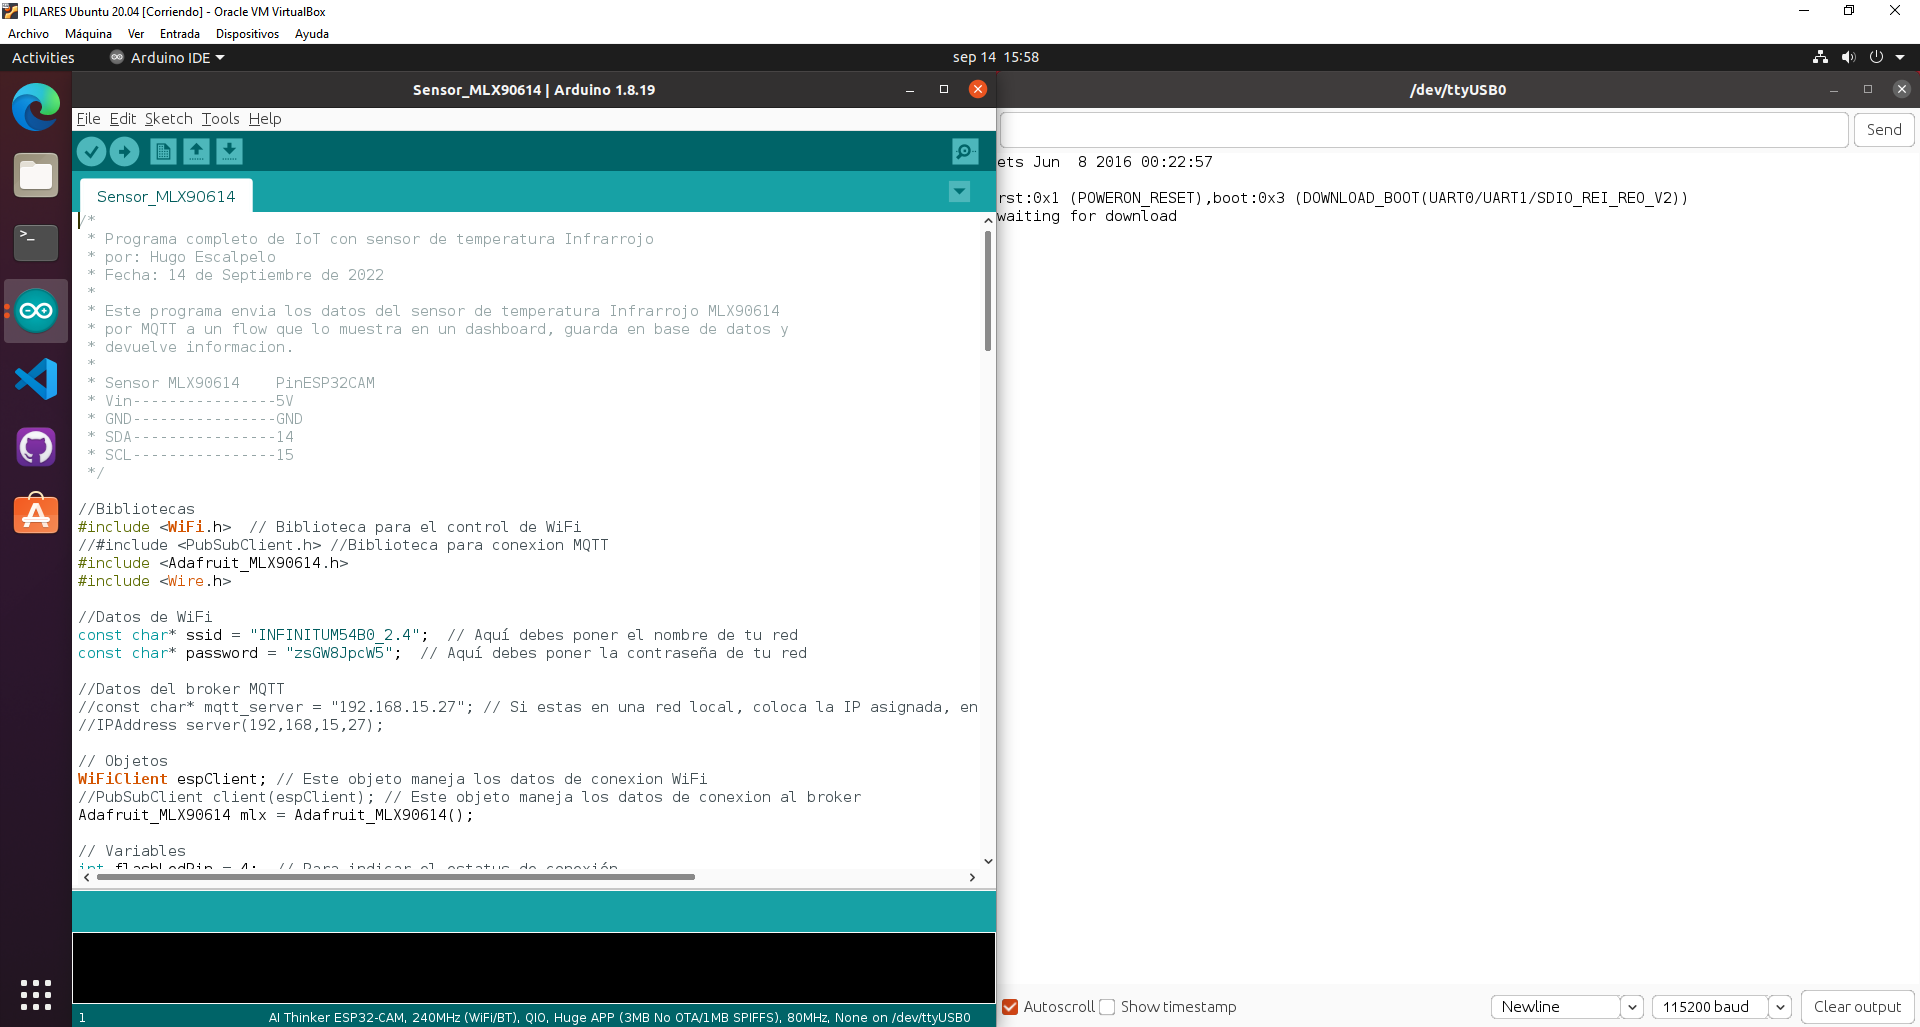 PILARES Ubuntu 20.04 [Corriendo] - Oracle VM VirtualBox
Archivo Máquina Ver Entrada Dispositivos Ayuda
Activities Arduino IDE sep 14 15:58
Sensor_MLX90614 | Arduino 1.8.19
File Edit Sketch Tools Help
Sensor_MLX90614
/*
 * Programa completo de IoT con sensor de temperatura Infrarrojo
 * por: Hugo Escalpelo
 * Fecha: 14 de Septiembre de 2022
 *
 * Este programa envia los datos del sensor de temperatura Infrarrojo MLX90614
 * por MQTT a un flow que lo muestra en un dashboard, guarda en base de datos y
 * devuelve informacion.
 *
 * Sensor MLX90614    PinESP32CAM
 * Vin----------------5V
 * GND----------------GND
 * SDA----------------14
 * SCL----------------15
 */
//Bibliotecas
#include <WiFi.h>  // Biblioteca para el control de WiFi
//#include <PubSubClient.h> //Biblioteca para conexion MQTT
#include <Adafruit_MLX90614.h>
#include <Wire.h>
//Datos de WiFi
const char* ssid = "INFINITUM54B0_2.4";  // Aquí debes poner el nombre de tu red
const char* password = "zsGW8JpcW5";  // Aquí debes poner la contraseña de tu red
//Datos del broker MQTT
//const char* mqtt_server = "192.168.15.27"; // Si estas en una red local, coloca la IP asignada, en
//IPAddress server(192,168,15,27);
// Objetos
WiFiClient espClient; // Este objeto maneja los datos de conexion WiFi
//PubSubClient client(espClient); // Este objeto maneja los datos de conexion al broker
Adafruit_MLX90614 mlx = Adafruit_MLX90614();
// Variables
int flashLedPin = 4;  // Para indicar el estatus de conexión
1 AI Thinker ESP32-CAM, 240MHz (WiFi/BT), QIO, Huge APP (3MB No OTA/1MB SPIFFS), 80MHz, None on /dev/ttyUSB0
/dev/ttyUSB0
Send
ets Jun  8 2016 00:22:57
rst:0x1 (POWERON_RESET),boot:0x3 (DOWNLOAD_BOOT(UART0/UART1/SDIO_REI_REO_V2))
waiting for download
Autoscroll Show timestamp Newline 115200 baud Clear output